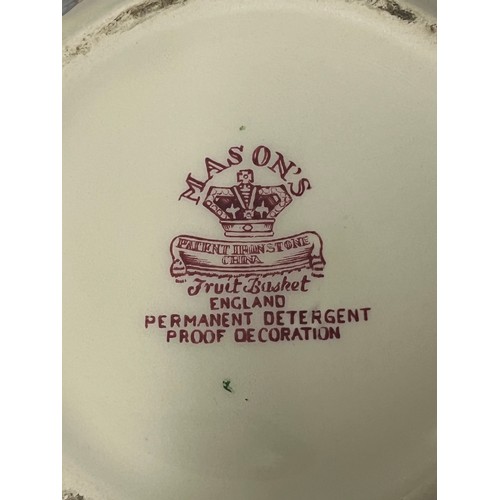 MASON'S
PATENT IRONSTONE
CHINA
Fruit Basket
ENGLAND
PERMANENT DETERGENT
PROOF DECORATION